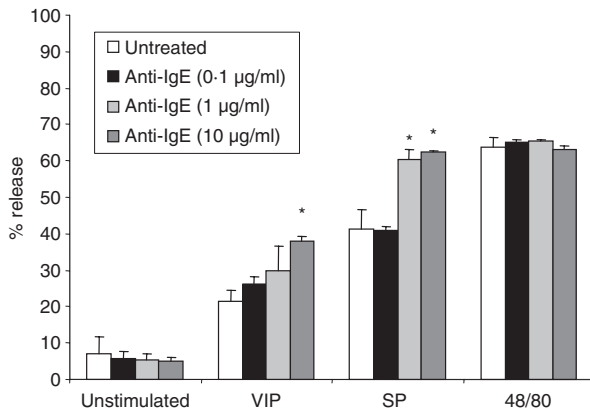 100
90
80
70
60
50
40
30
20
10
0
% release
Untreated
Anti-IgE (0·1 µg/ml)
Anti-IgE (1 µg/ml)
Anti-IgE (10 µg/ml)
*
* *
Unstimulated VIP SP 48/80